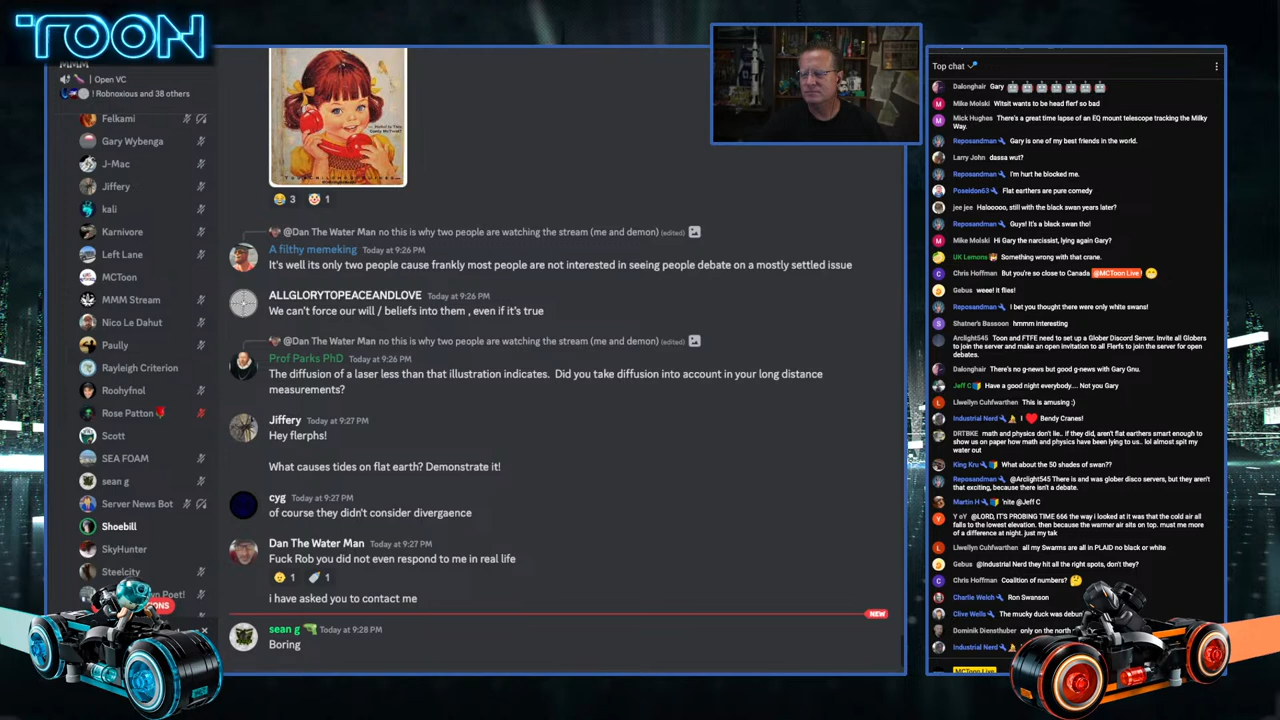 TOON
MMM
| Open VC
! Robnoxious and 38 others
Felkami
Gary Wybenga
J-Mac
Jiffery
kali
Karnivore
Left Lane
MCToon
MMM Stream
Nico Le Dahut
Paully
Rayleigh Criterion
Roohyfnol
Rose Patton🌹
Scott
SEA FOAM
sean g
Server News Bot
Shoebill
SkyHunter
Steelcity
wn Poet!
ONS
@Dan The Water Man no this is why two people are watching the stream (me and demon) (edited)
A filthy memeking Today at 9:26 PM
It's well its only two people cause frankly most people are not interested in seeing people debate on a mostly settled issue
ALLGLORYTOPEACEANDLOVE Today at 9:26 PM
We can't force our will / beliefs into them , even if it's true
@Dan The Water Man no this is why two people are watching the stream (me and demon) (edited)
Prof Parks PhD Today at 9:26 PM
The diffusion of a laser less than that illustration indicates. Did you take diffusion into account in your long distance
measurements?
Jiffery Today at 9:27 PM
Hey flerphs!
What causes tides on flat earth? Demonstrate it!
cyg Today at 9:27 PM
of course they didn't consider divergaence
Dan The Water Man Today at 9:27 PM
Fuck Rob you did not even respond to me in real life
1 1
i have asked you to contact me
NEW
sean g Today at 9:28 PM
Boring
3 1
Top chat
Dalonghair Gary 🤖🤖🤖🤖🤖🤖🤖
Mike Molski Witsit wants to be head flerf so bad
Mick Hughes There's a great time lapse of an EQ mount telescope tracking the Milky
Way.
Reposandman Gary is one of my best friends in the world.
Larry John dassa wut?
Reposandman I'm hurt he blocked me.
Poseidon63 Flat earthers are pure comedy
jee jee Halooooo, still with the black swan years later?
Reposandman Guys! It's a black swan tho!
Mike Molski Hi Gary the narcissist, lying again Gary?
UK Lemons Something wrong with that crane.
Chris Hoffman But you're so close to Canada @MCToon Live! 😁
Gebus weee! it flies!
Reposandman I bet you thought there were only white swans!
Shatner's Bassoon hmmm interesting
Arclight545 Toon and FTFE need to set up a Glober Discord Server. Invite all Globers
to join the server and make an open invitation to all Flerfs to join the server for open
debates.
Dalonghair There's no g-news but good g-news with Gary Gnu.
Jeff C Have a good night everybody.... Not you Gary
Llwellyn Cuhfwarthen This is amusing :)
Industrial Nerd I ❤ Bendy Cranes!
DRTBKE math and physics don't lie.. if they did, aren't flat earthers smart enough to
show us on paper how math and physics have been lying to us.. lol almost spit my
water out
King Kru What about the 50 shades of swan??
Reposandman @Arclight545 There is and was glober disco servers, but they aren't
that exciting, because there isn't a debate.
Martin H 'nite @Jeff C
Y oY @LORD, IT'S PROBING TIME 666 the way i looked at it was that the cold air all
falls to the lowest elevation. then because the warmer air sits on top. must me more
of a difference at night. just my tak
Llwellyn Cuhfwarthen all my Swarms are all in PLAID no black or white
Gebus @Industrial Nerd they hit all the right spots, don't they?
Chris Hoffman Coalition of numbers? 🤔
Charlie Welch Ron Swanson
Clive Wells The mucky duck was debun
Dominik Diensthuber only on the north
Industrial Nerd
MCToon Live